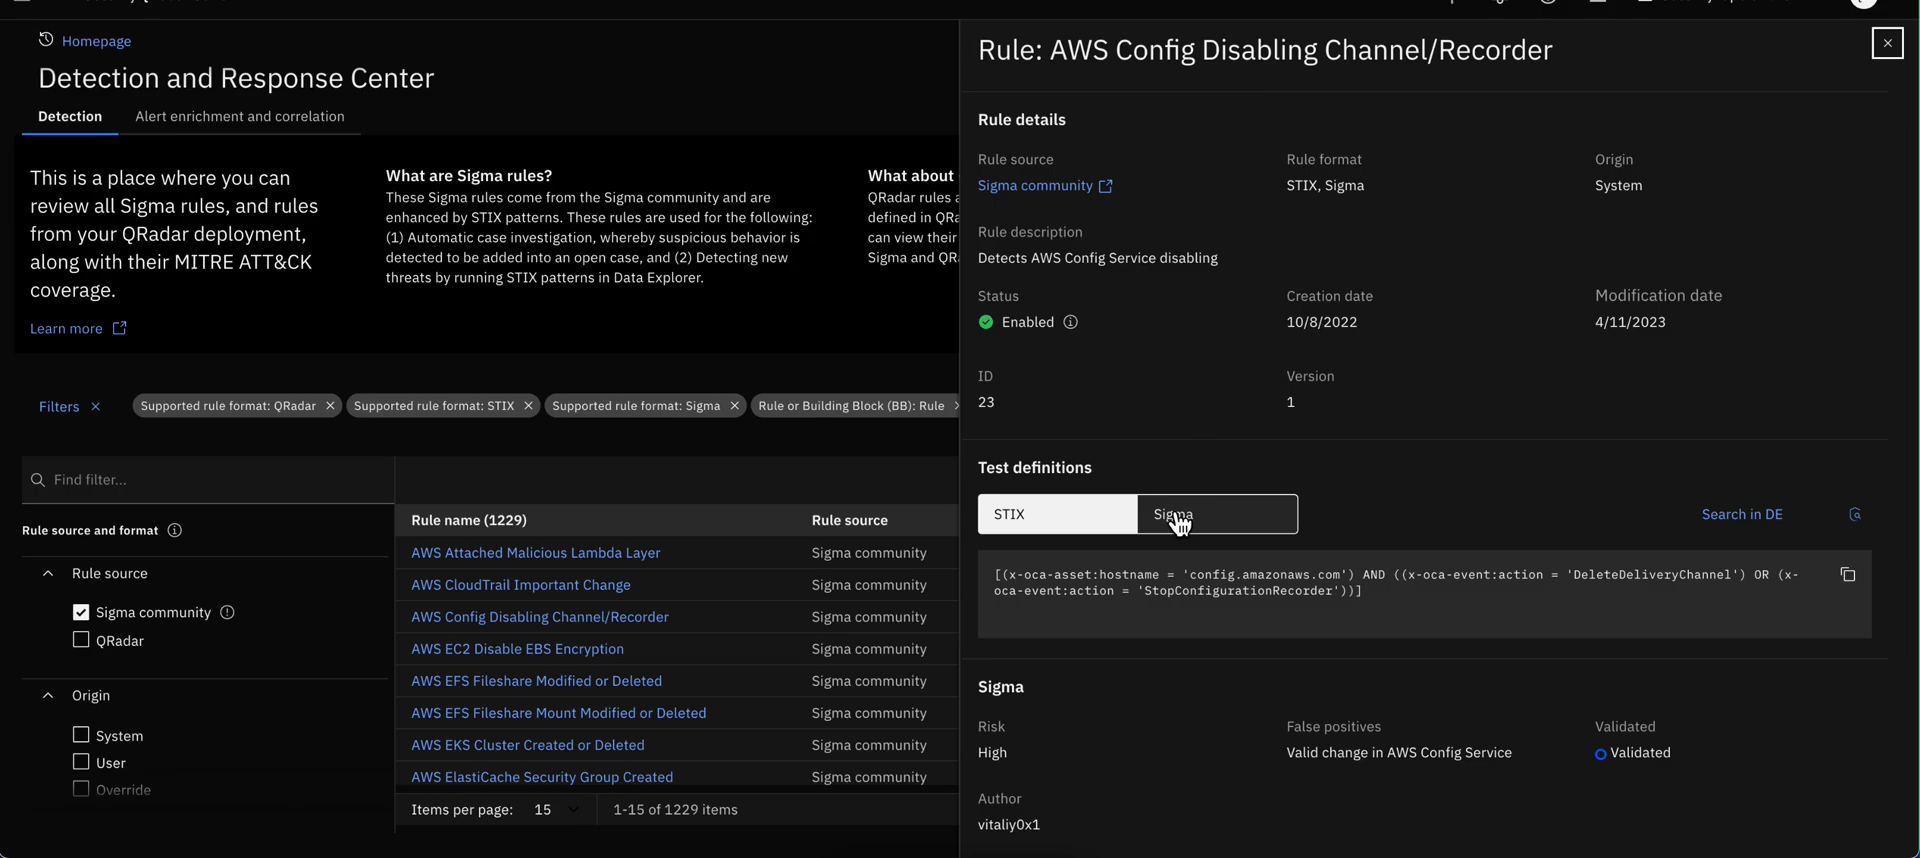 Homepage
Detection and Response Center
Detection
Alert enrichment and correlation
This is a place where you can
review all Sigma rules, and rules
from your QRadar deployment,
along with their MITRE ATT&CK
coverage.
Learn more
What are Sigma rules?
These Sigma rules come from the Sigma community and are
enhanced by STIX patterns. These rules are used for the following:
(1) Automatic case investigation, whereby suspicious behavior is
detected to be added into an open case, and (2) Detecting new
threats by running STIX patterns in Data Explorer.
What about
QRadar rules
defined in
can view their
Sigma and
Filters
Supported rule format: QRadar
Supported rule format: STIX
Supported rule format: Sigma
Rule or Building Block (BB): Rule
Find filter...
Rule source and format
Rule source
Sigma community
QRadar
Origin
System
User
Override
Rule name (1229) Rule source
AWS Attached Malicious Lambda Layer Sigma community
AWS CloudTrail Important Change Sigma community
AWS Config Disabling Channel/Recorder Sigma community
AWS EC2 Disable EBS Encryption Sigma community
AWS EFS Fileshare Modified or Deleted Sigma community
AWS EFS Fileshare Mount Modified or Deleted Sigma community
AWS EKS Cluster Created or Deleted Sigma community
AWS ElastiCache Security Group Created Sigma community
Items per page: 15 1-15 of 1229 items
Rule: AWS Config Disabling Channel/Recorder
Rule details
Rule source Rule format Origin
Sigma community STIX, Sigma System
Rule description
Detects AWS Config Service disabling
Status Creation date Modification date
Enabled 10/8/2022 4/11/2023
ID Version
23 1
Test definitions
STIX Sigma Search in DE
[(x-oca-asset:hostname = 'config.amazonaws.com') AND ((x-oca-event:action = 'DeleteDeliveryChannel') OR (x-
oca-event:action = 'StopConfigurationRecorder'))]
Sigma
Risk False positives Validated
High Valid change in AWS Config Service Validated
Author
vitaliy0x1